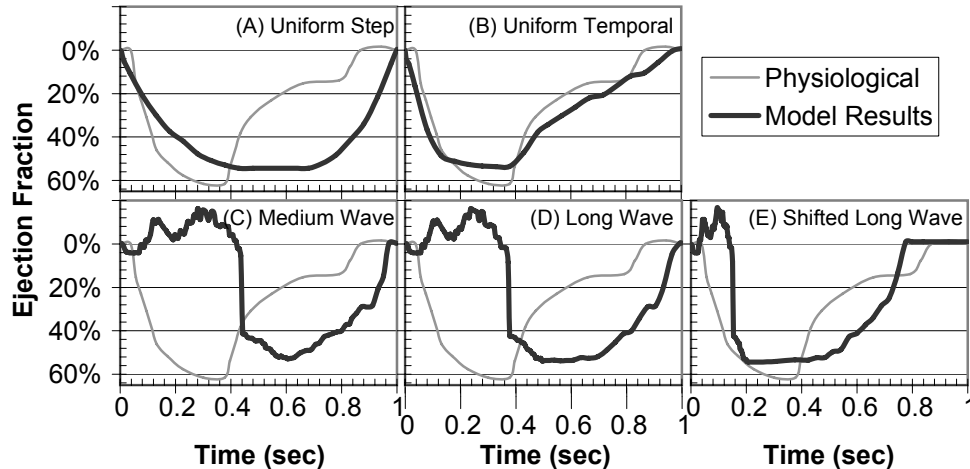 (A) Uniform Step
(B) Uniform Temporal
0%
20%
40%
60%
Physiological
Model Results
Ejection Fraction
(C) Medium Wave
(D) Long Wave
(E) Shifted Long Wave
0%
20%
40%
60%
0 0.2 0.4 0.6 0.8 1
0 0.2 0.4 0.6 0.8 1
0 0.2 0.4 0.6 0.8 1
Time (sec)
Time (sec)
Time (sec)